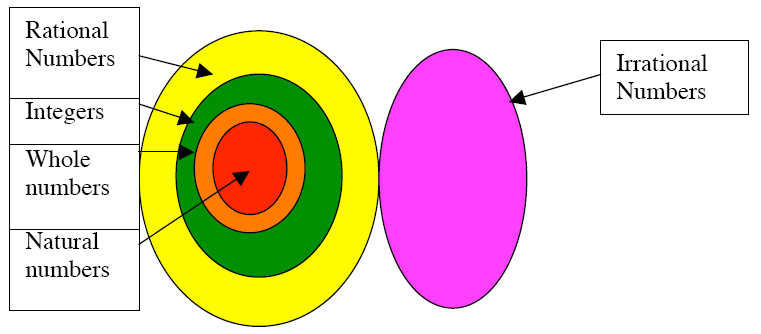 Rational
Numbers
Integers
Whole
numbers
Natural
numbers
Irrational
Numbers